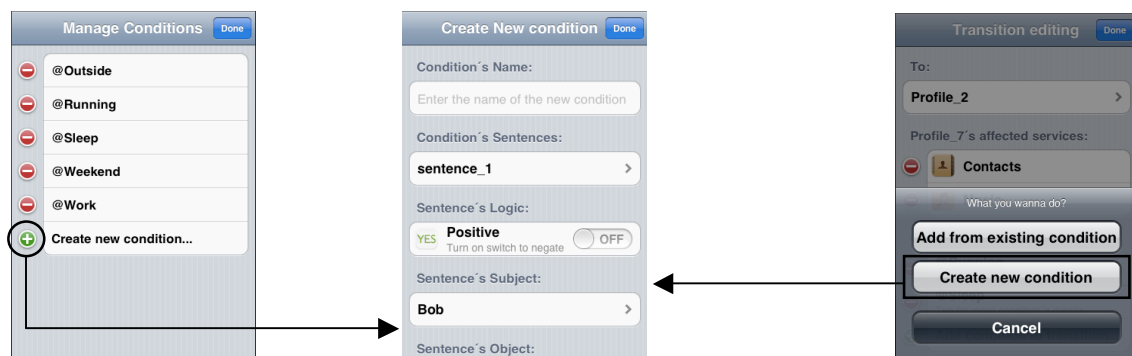 Manage Conditions Done
@Outside
@Running
@Sleep
@Weekend
@Work
Create new condition...
Create New condition Done
Condition´s Name:
Enter the name of the new condition
Condition´s Sentences:
sentence_1
Sentence´s Logic:
YES Positive OFF
Turn on switch to negate
Sentence´s Subject:
Bob
Sentence´s Object:
Transition editing Done
To:
Profile_2
Profile_7´s affected services:
Contacts
What you wanna do?
Add from existing condition
Create new condition
Cancel